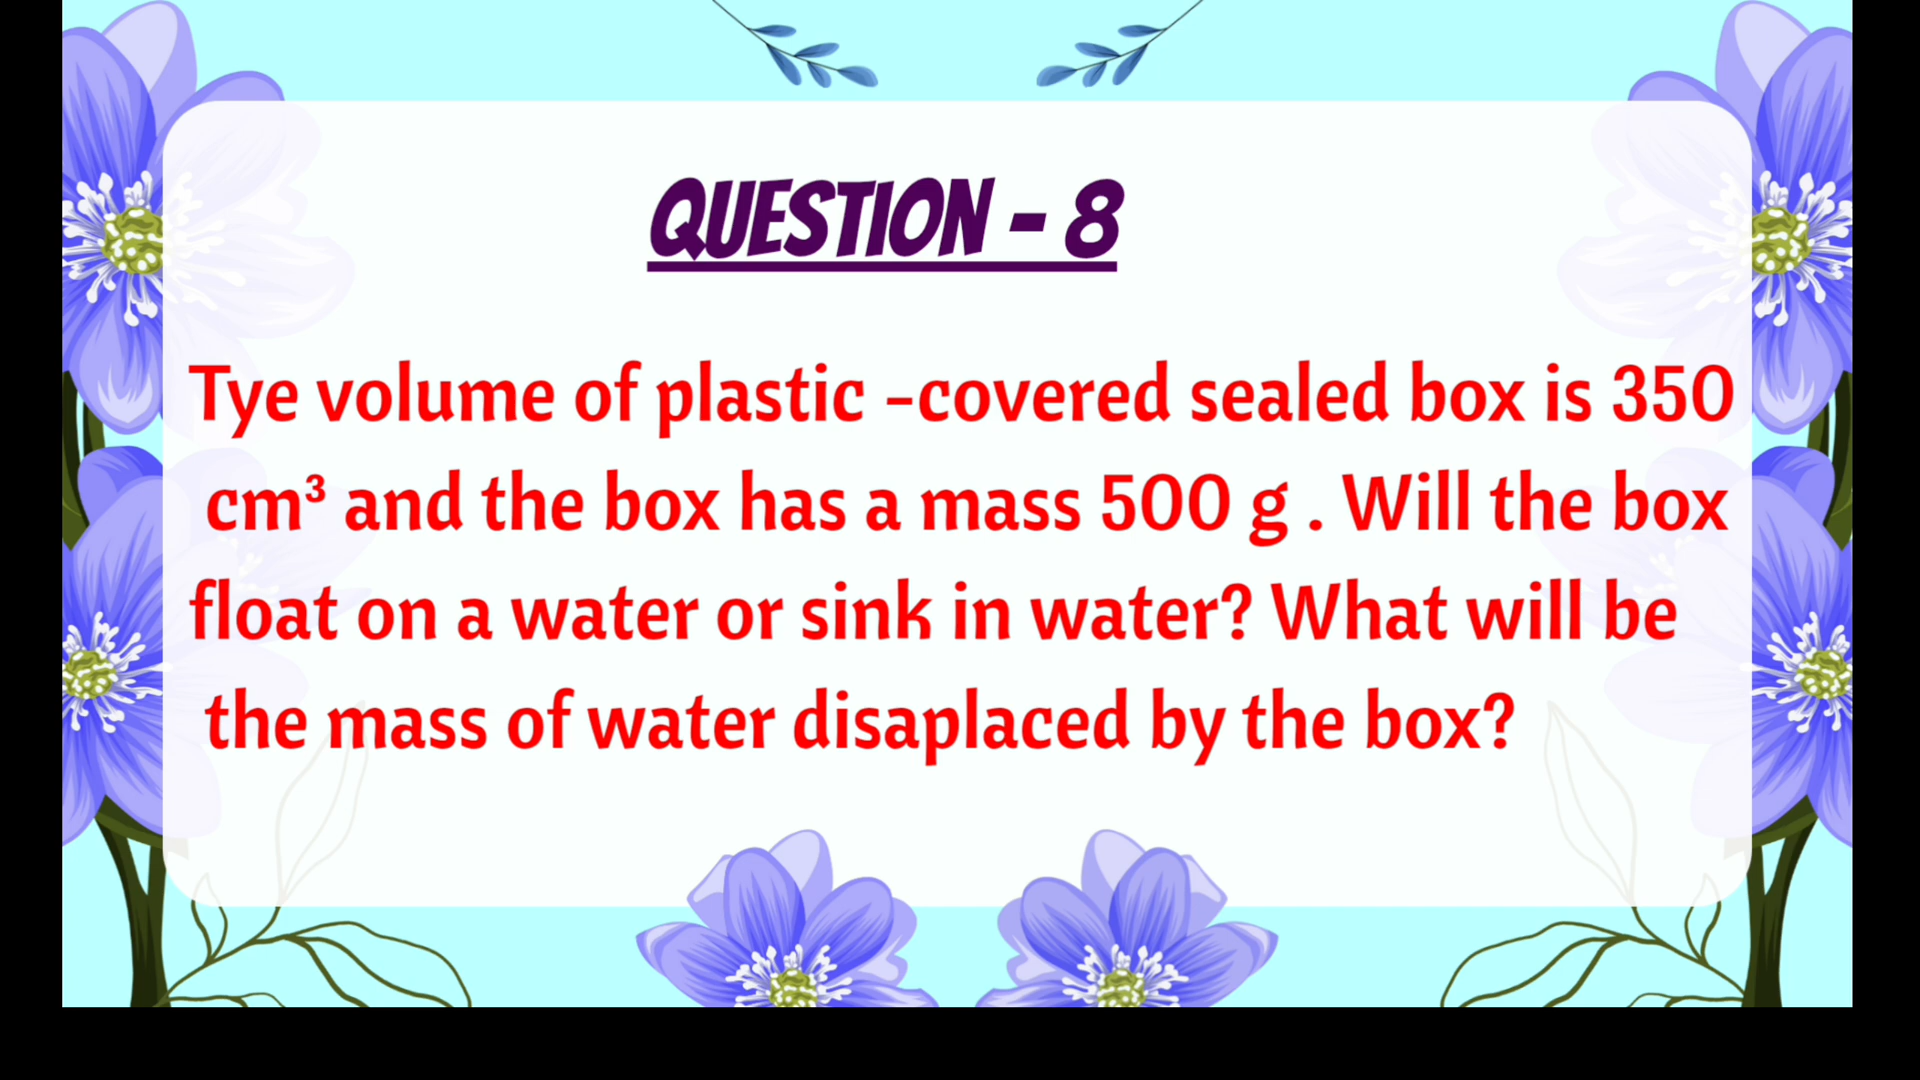 QUESTION - 8
Tye volume of plastic -covered sealed box is 350
cm³ and the box has a mass 500 g . Will the box
float on a water or sink in water? What will be
the mass of water disaplaced by the box?